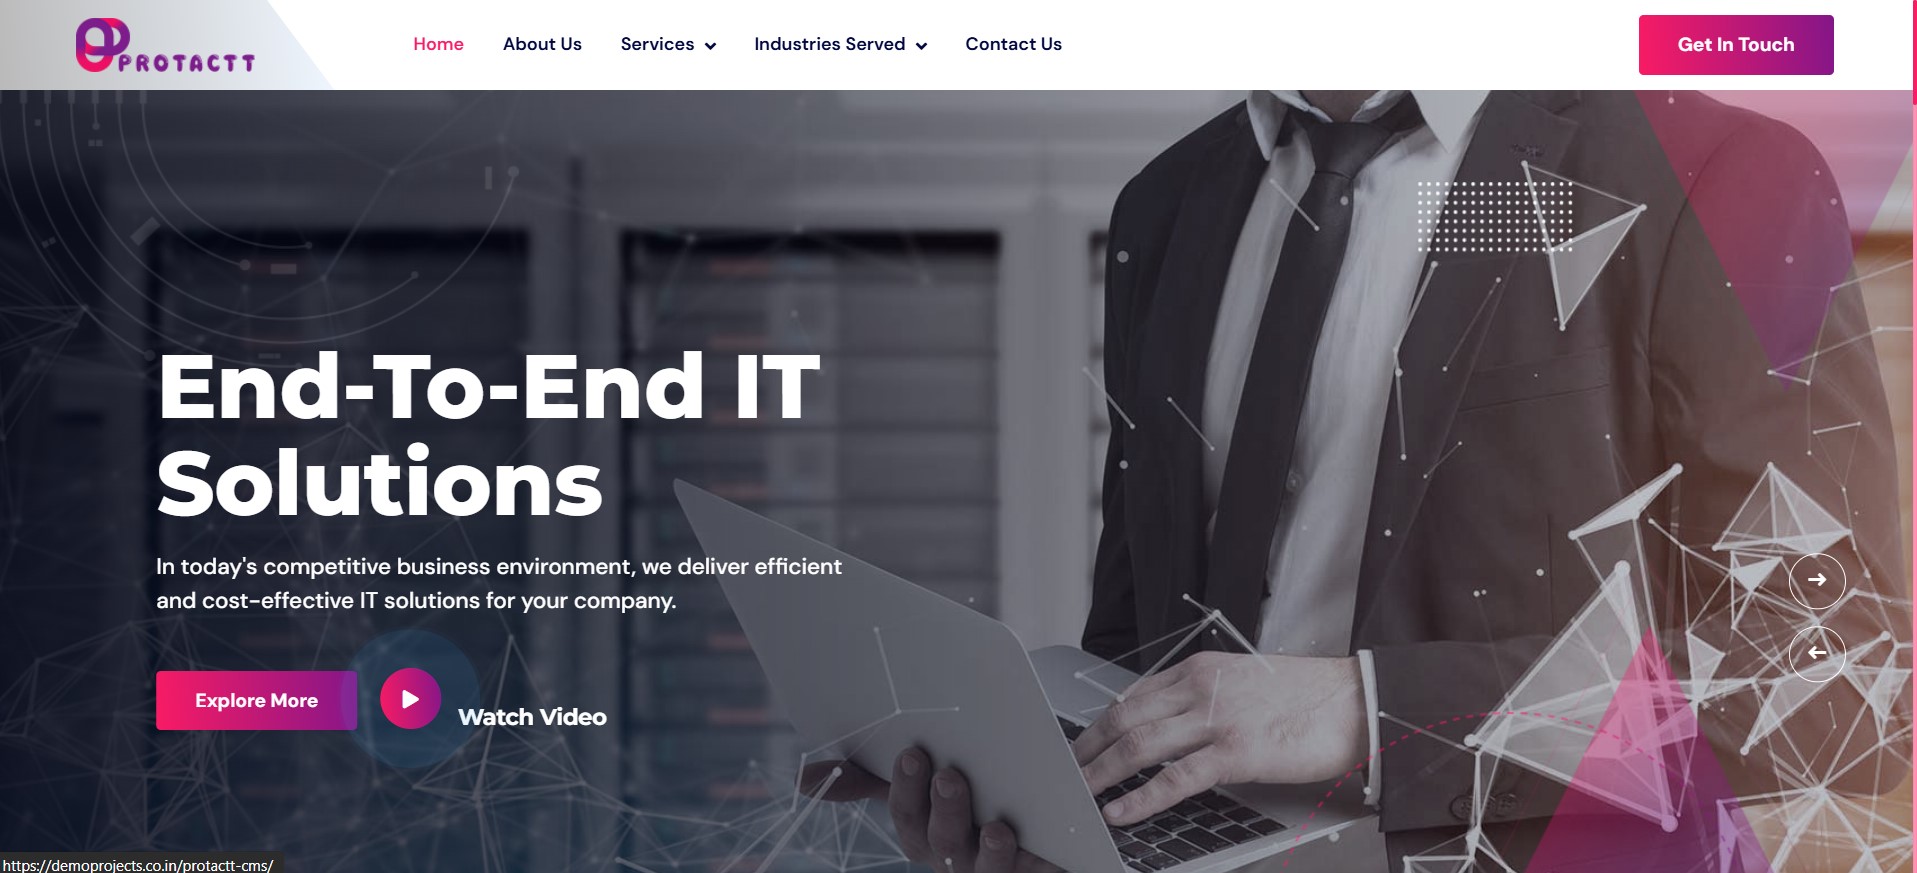 PROTACTT
Home
About Us
Services
Industries Served
Contact Us
Get In Touch
End-To-End IT
Solutions
In today's competitive business environment, we deliver efficient
and cost-effective IT solutions for your company.
Explore More
Watch Video
https://demoprojects.co.in/protactt-cms/